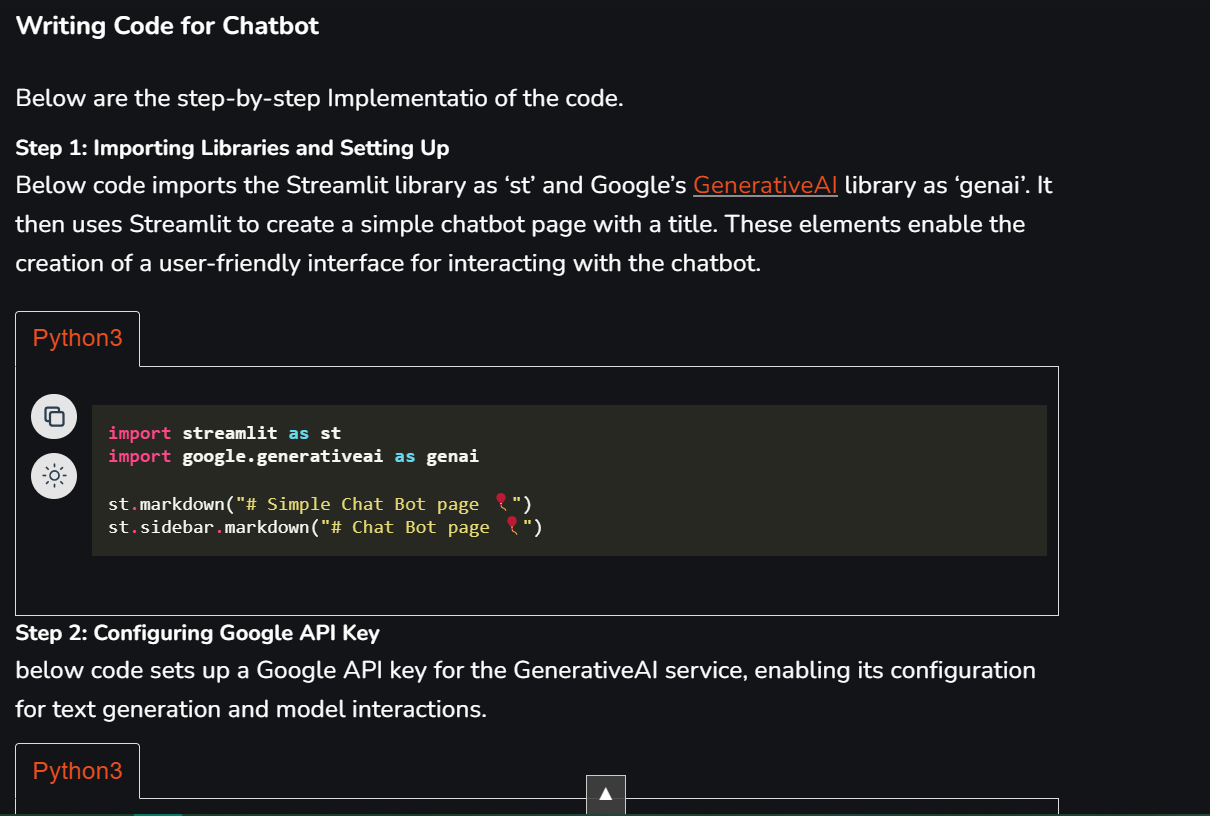 Writing Code for Chatbot
Below are the step-by-step Implementatio of the code.
Step 1: Importing Libraries and Setting Up
Below code imports the Streamlit library as ‘st’ and Google’s GenerativeAI library as ‘genai’. It
then uses Streamlit to create a simple chatbot page with a title. These elements enable the
creation of a user-friendly interface for interacting with the chatbot.
Python3
import streamlit as st
import google.generativeai as genai
st.markdown("# Simple Chat Bot page 🎈")
st.sidebar.markdown("# Chat Bot page 🎈")
Step 2: Configuring Google API Key
below code sets up a Google API key for the GenerativeAI service, enabling its configuration
for text generation and model interactions.
Python3